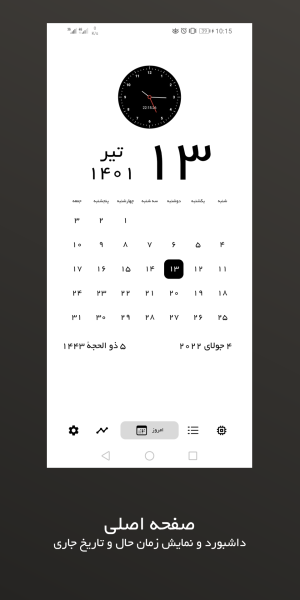 10:15
۱۳
تیر
۱۴۰۱
شنبه یکشنبه دوشنبه سه شنبه چهارشنبه پنجشنبه جمعه
۱ ۲ ۳
۴ ۵ ۶ ۷ ۸ ۹ ۱۰
۱۱ ۱۲ ۱۳ ۱۴ ۱۵ ۱۶ ۱۷
۱۸ ۱۹ ۲۰ ۲۱ ۲۲ ۲۳ ۲۴
۲۵ ۲۶ ۲۷ ۲۸ ۲۹ ۳۰ ۳۱
۴ جولای ۲۰۲۲ ۵ ذو الحجة ۱۴۴۳
امروز
صفحه اصلی
داشبورد و نمایش زمان حال و تاریخ جاری